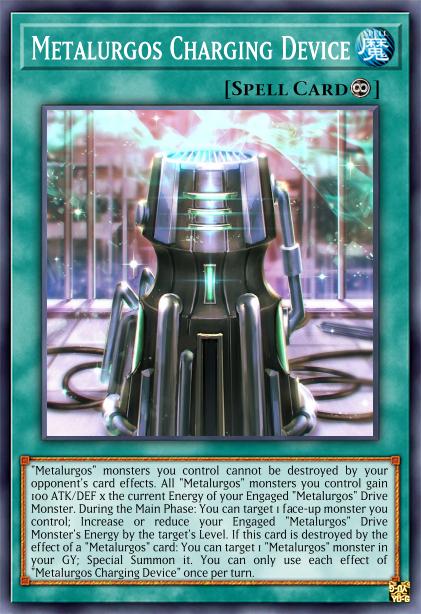 Metalurgos Charging Device
SPELL
魔
[Spell Card ]
"Metalurgos" monsters you control cannot be destroyed by your
opponent's card effects. All "Metalurgos" monsters you control gain
100 ATK/DEF x the current Energy of your Engaged "Metalurgos" Drive
Monster. During the Main Phase: You can target 1 face-up monster you
control; Increase or reduce your Engaged "Metalurgos" Drive
Monster's Energy by the target's Level. If this card is destroyed by the
effect of a "Metalurgos" card: You can target 1 "Metalurgos" monster in
your GY; Special Summon it. You can only use each effect of
"Metalurgos Charging Device" once per turn.